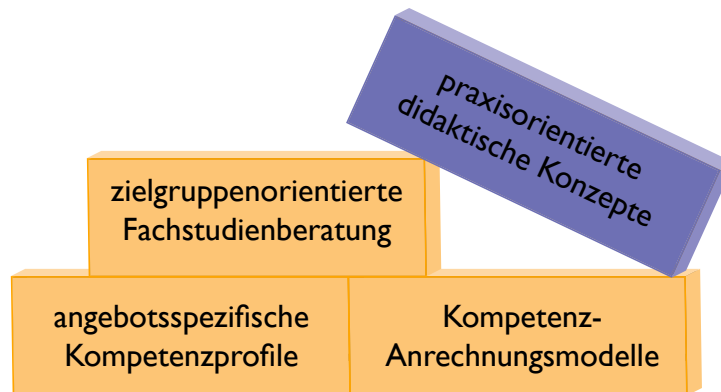 praxisorientierte
didaktische Konzepte
zielgruppenorientierte
Fachstudienberatung
angebotsspezifische
Kompetenzprofile
Kompetenz-
Anrechnungsmodelle